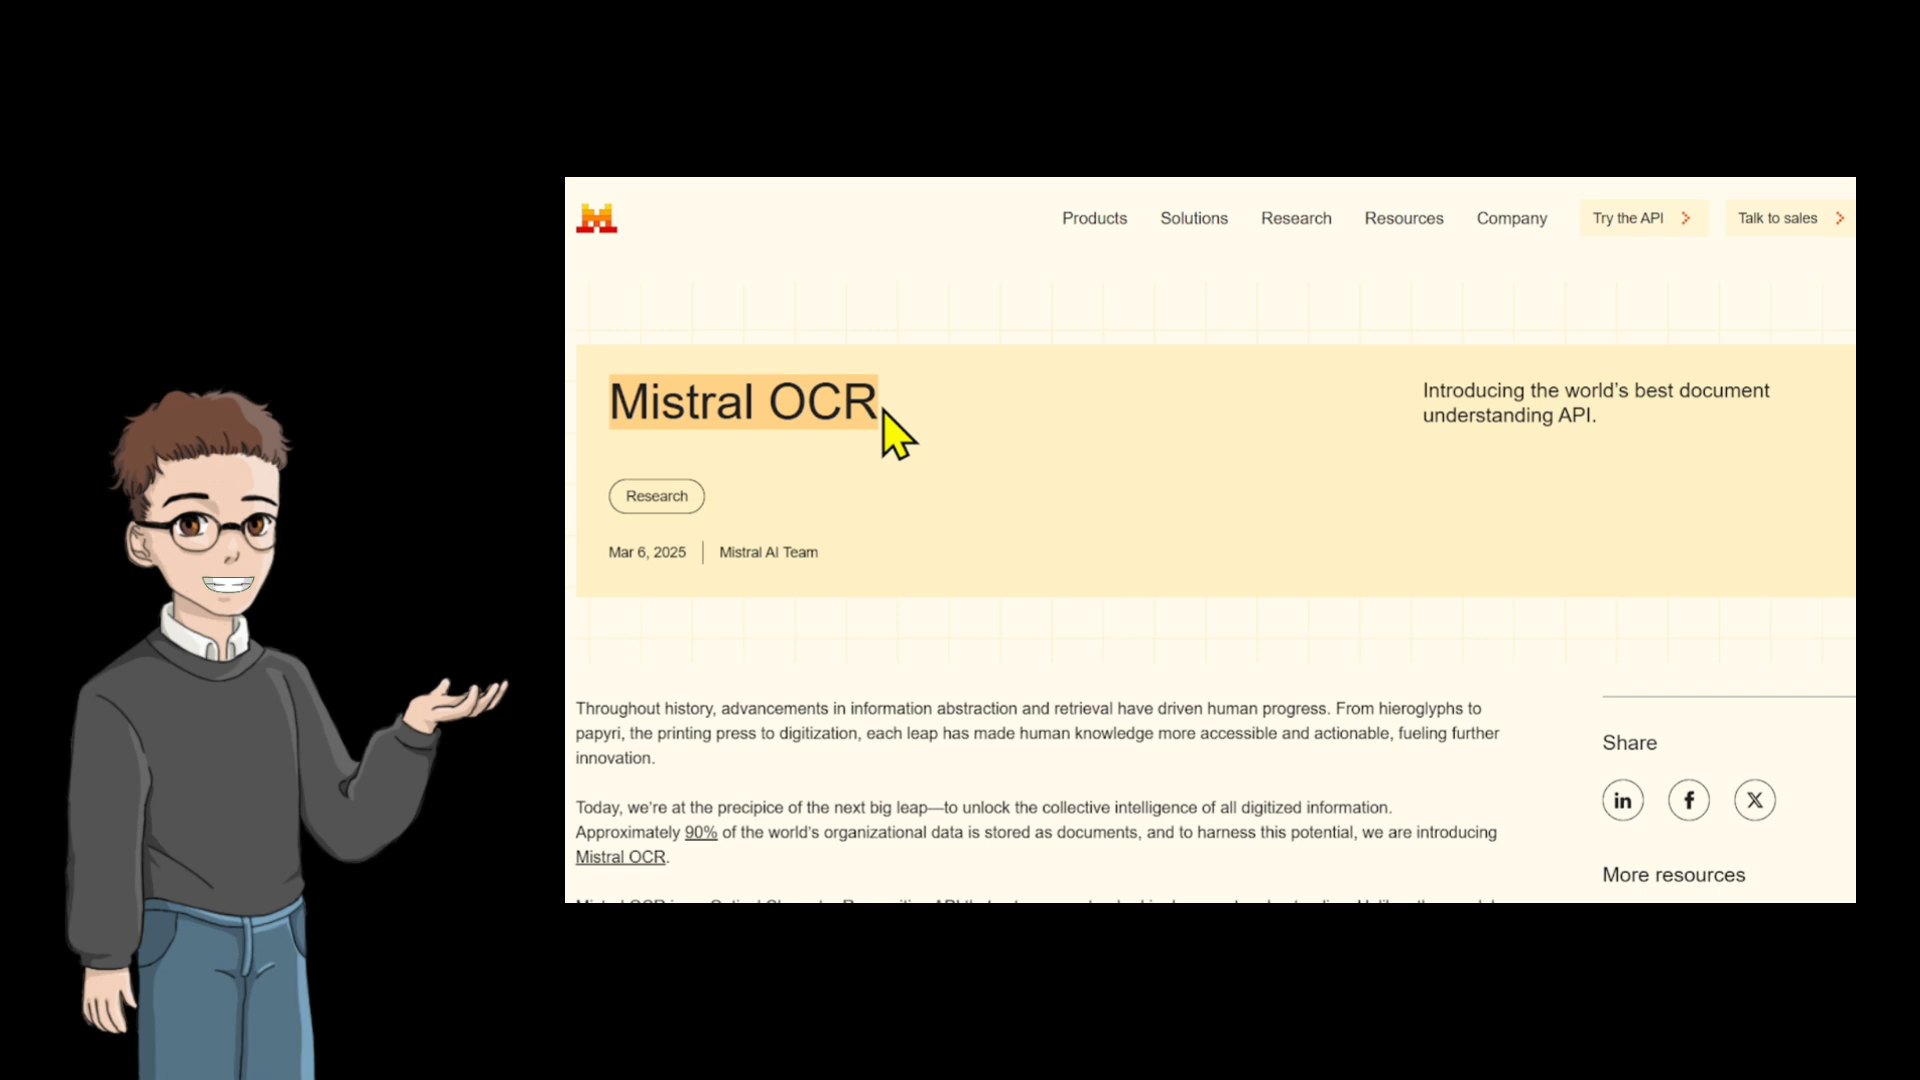 Products Solutions Research Resources Company Try the API Talk to sales
Mistral OCR
Introducing the world's best document
understanding API.
Research
Mar 6, 2025 Mistral AI Team
Throughout history, advancements in information abstraction and retrieval have driven human progress. From hieroglyphs to
papyri, the printing press to digitization, each leap has made human knowledge more accessible and actionable, fueling further
innovation.
Today, we're at the precipice of the next big leap—to unlock the collective intelligence of all digitized information.
Approximately 90% of the world's organizational data is stored as documents, and to harness this potential, we are introducing
Mistral OCR.
Share
in f X
More resources